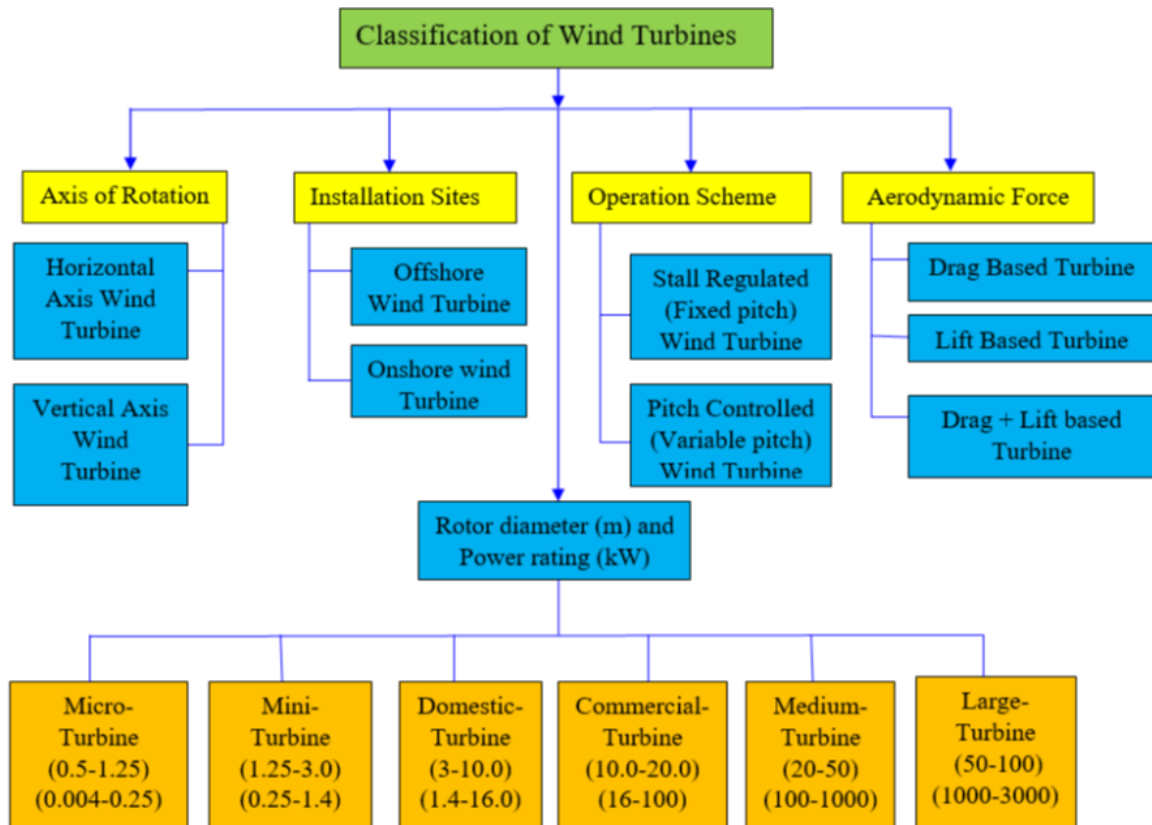 Classification of Wind Turbines
Axis of Rotation
Installation Sites
Operation Scheme
Aerodynamic Force
Horizontal
Axis Wind
Turbine
Vertical Axis
Wind
Turbine
Offshore
Wind Turbine
Onshore wind
Turbine
Stall Regulated
(Fixed pitch)
Wind Turbine
Pitch Controlled
(Variable pitch)
Wind Turbine
Drag Based Turbine
Lift Based Turbine
Drag + Lift based
Turbine
Rotor diameter (m) and
Power rating (kW)
Micro-
Turbine
(0.5-1.25)
(0.004-0.25)
Mini-
Turbine
(1.25-3.0)
(0.25-1.4)
Domestic-
Turbine
(3-10.0)
(1.4-16.0)
Commercial-
Turbine
(10.0-20.0)
(16-100)
Medium-
Turbine
(20-50)
(100-1000)
Large-
Turbine
(50-100)
(1000-3000)